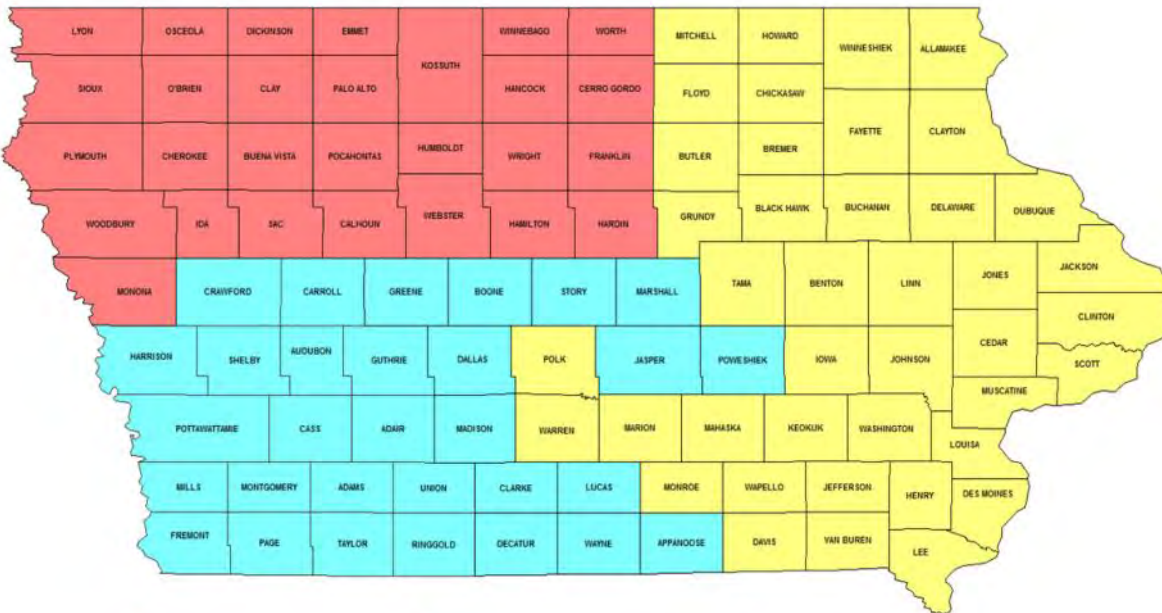 LYON
OSCEOLA
DICKINSON
EMMET
KOSSUTH
WINNEBAGO
WORTH
MITCHELL
HOWARD
WINNESHIEK
ALLAMAKEE
SIOUX
O'BRIEN
CLAY
PALO ALTO
HANCOCK
CERRO GORDO
FLOYD
CHICKASAW
FAYETTE
CLAYTON
PLYMOUTH
CHEROKEE
BUENA VISTA
POCAHONTAS
HUMBOLDT
WRIGHT
FRANKLIN
BUTLER
BREMER
WOODBURY
IDA
SAC
CALHOUN
WEBSTER
HAMILTON
HARDIN
GRUNDY
BLACK HAWK
BUCHANAN
DELAWARE
DUBUQUE
MONONA
CRAWFORD
CARROLL
GREENE
BOONE
STORY
MARSHALL
TAMA
BENTON
LINN
JONES
JACKSON
CLINTON
HARRISON
SHELBY
AUDUBON
GUTHRIE
DALLAS
POLK
JASPER
POWESHIEK
IOWA
JOHNSON
CEDAR
SCOTT
MUSCATINE
POTTAWATTAMIE
CASS
ADAIR
MADISON
WARREN
MARION
MAHASKA
KEOKUK
WASHINGTON
LOUISA
MILLS
MONTGOMERY
ADAMS
UNION
CLARKE
LUCAS
MONROE
WAPELLO
JEFFERSON
HENRY
DES MOINES
FREMONT
PAGE
TAYLOR
RINGGOLD
DECATUR
WAYNE
APPANOOSE
DAVIS
VAN BUREN
LEE